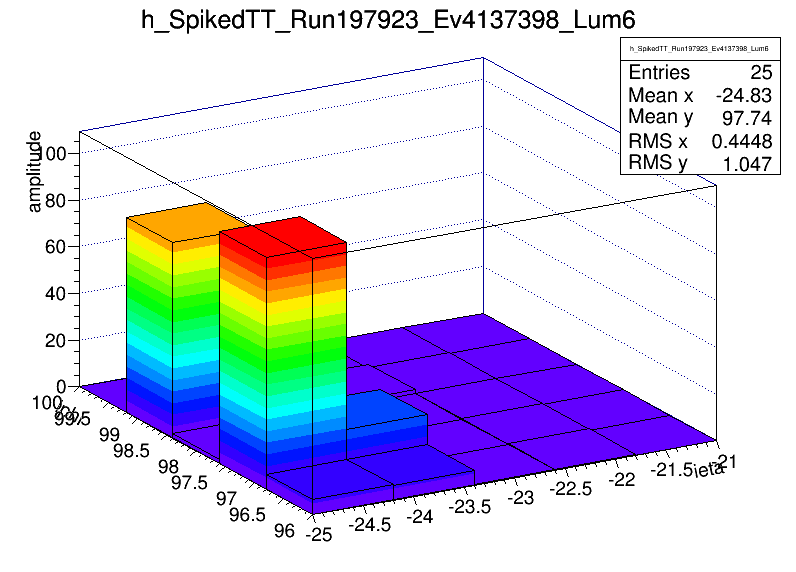 h_SpikedTT_Run197923_Ev4137398_Lum6
h_SpikedTT_Run197923_Ev4137398_Lum6
Entries 25
Mean x -24.83
Mean y 97.74
RMS x 0.4448
RMS y 1.047
amplitude
00
80
60
40
20
0
100
99.5
99
98.5
98
97.5
97
96.5
96
-25
-24.5
-24
-23.5
-23
-22.5
-22
-21.5
ieta
-21